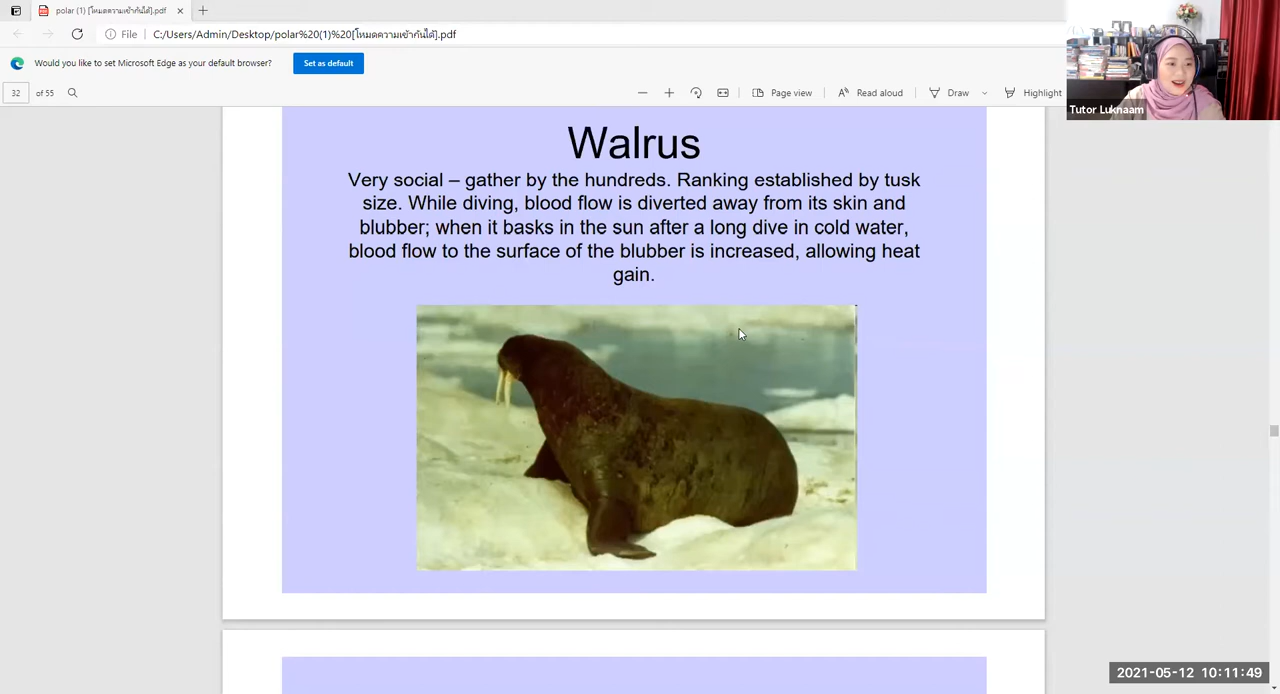 polar (1) [โหมดความเข้ากันได้].pdf
File
C:/Users/Admin/Desktop/polar%20(1)%20[โหมดความเข้ากันได้].pdf
Would you like to set Microsoft Edge as your default browser?
Set as default
32 of 55
Page view
Read aloud
Draw
Highlight
Tutor Luknaam
Walrus
Very social – gather by the hundreds. Ranking established by tusk
size. While diving, blood flow is diverted away from its skin and
blubber; when it basks in the sun after a long dive in cold water,
blood flow to the surface of the blubber is increased, allowing heat
gain.
2021-05-12 10:11:49